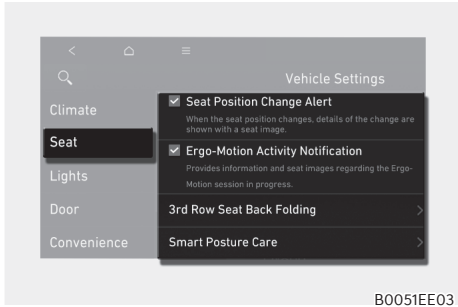 Vehicle Settings
Climate
Seat
Lights
Door
Convenience
Seat Position Change Alert
When the seat position changes, details of the change are
shown with a seat image.
Ergo-Motion Activity Notification
Provides information and seat images regarding the Ergo-
Motion session in progress.
3rd Row Seat Back Folding
Smart Posture Care
B0051EE03